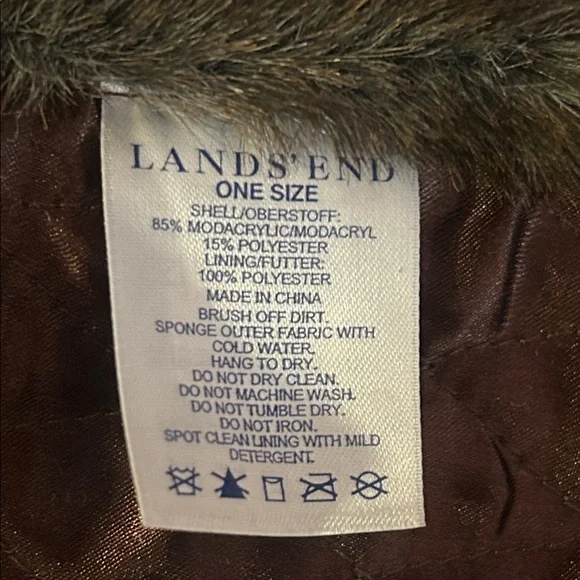 LANDS' END
ONE SIZE
SHELL/OBERSTOFF:
85% MODACRYLIC/MODACRYL
15% POLYESTER
LINING/FUTTER:
100% POLYESTER
MADE IN CHINA
BRUSH OFF DIRT.
SPONGE OUTER FABRIC WITH
COLD WATER.
HANG TO DRY.
DO NOT DRY CLEAN.
DO NOT MACHINE WASH.
DO NOT TUMBLE DRY.
DO NOT IRON.
SPOT CLEAN LINING WITH MILD
DETERGENT.